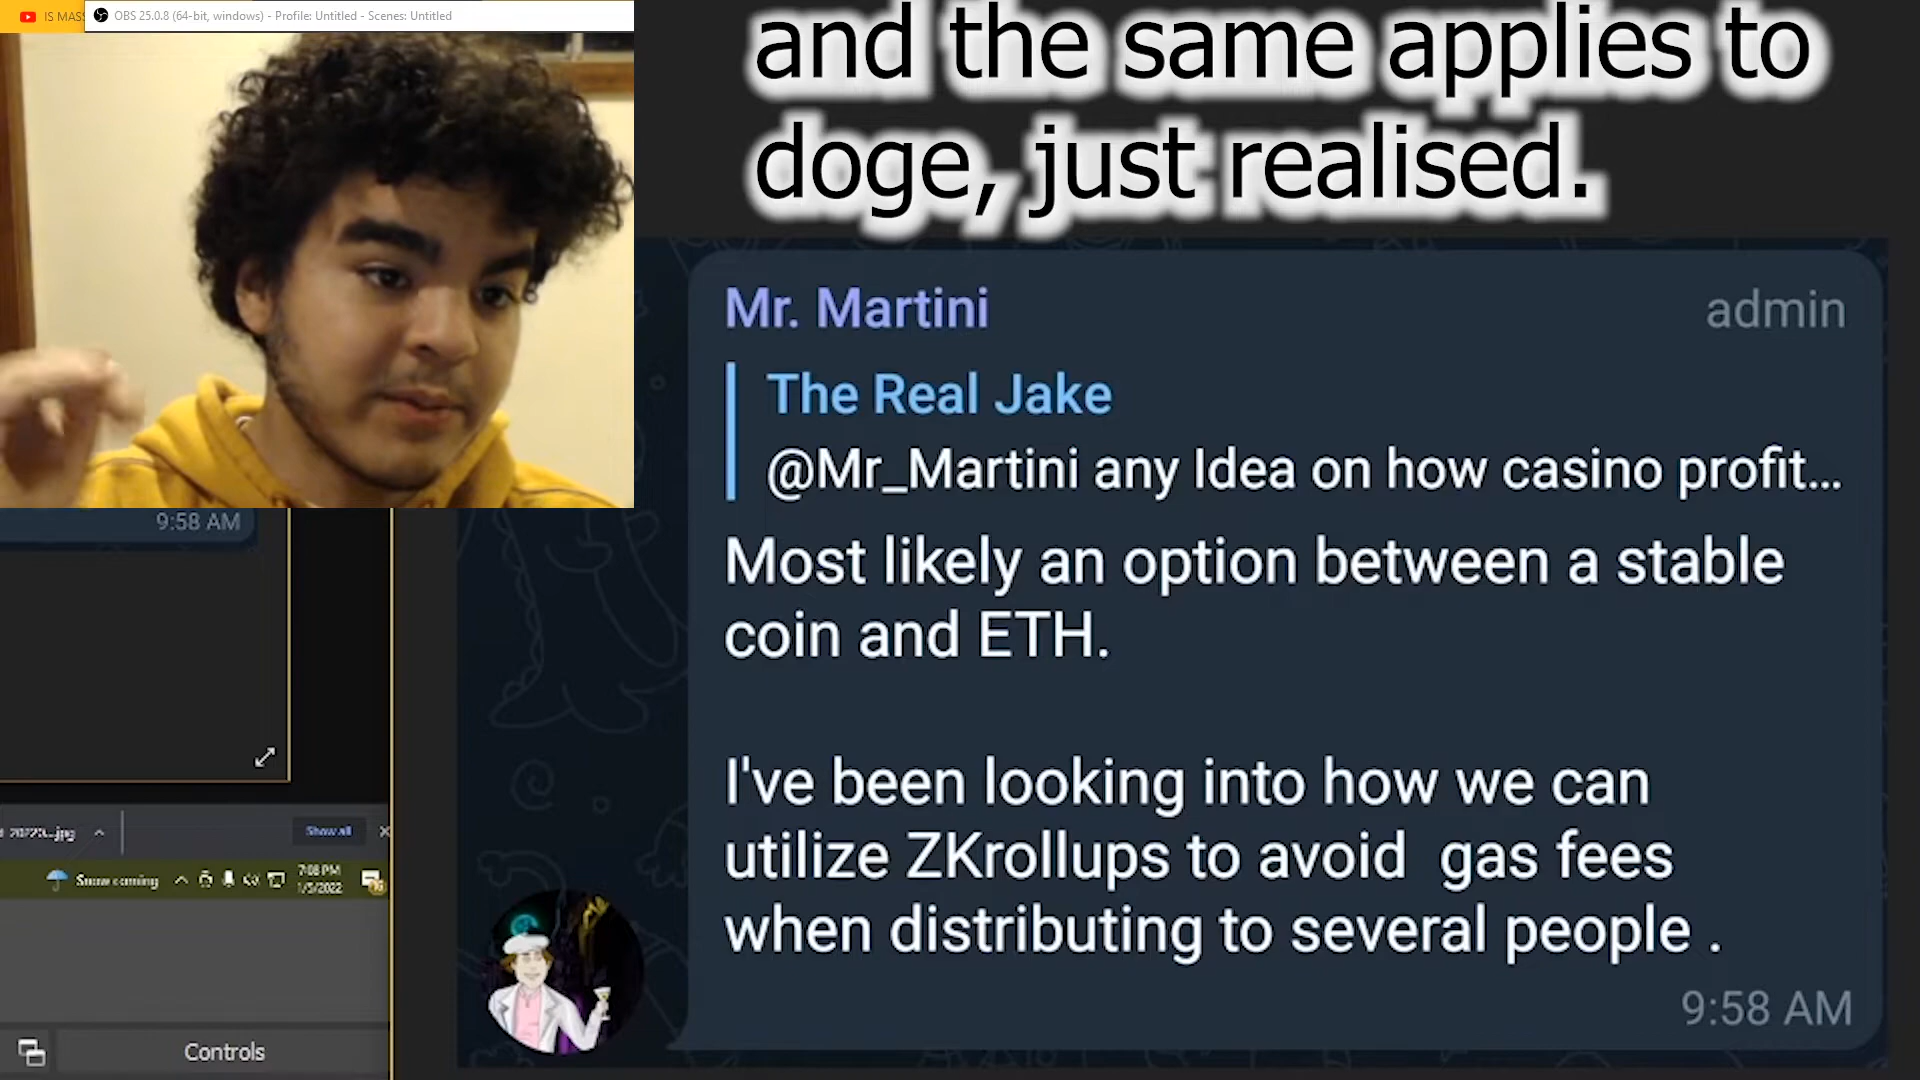 IS MASS
OBS 25.0.8 (64-bit, windows) - Profile: Untitled - Scenes: Untitled
and the same applies to
doge, just realised.
Mr. Martini
admin
The Real Jake
@Mr_Martini any Idea on how casino profit...
Most likely an option between a stable
coin and ETH.
I've been looking into how we can
utilize ZKrollups to avoid  gas fees
when distributing to several people .
9:58 AM
9:58 AM
Show all
Snow coming
7:08 PM
1/5/2022
Controls